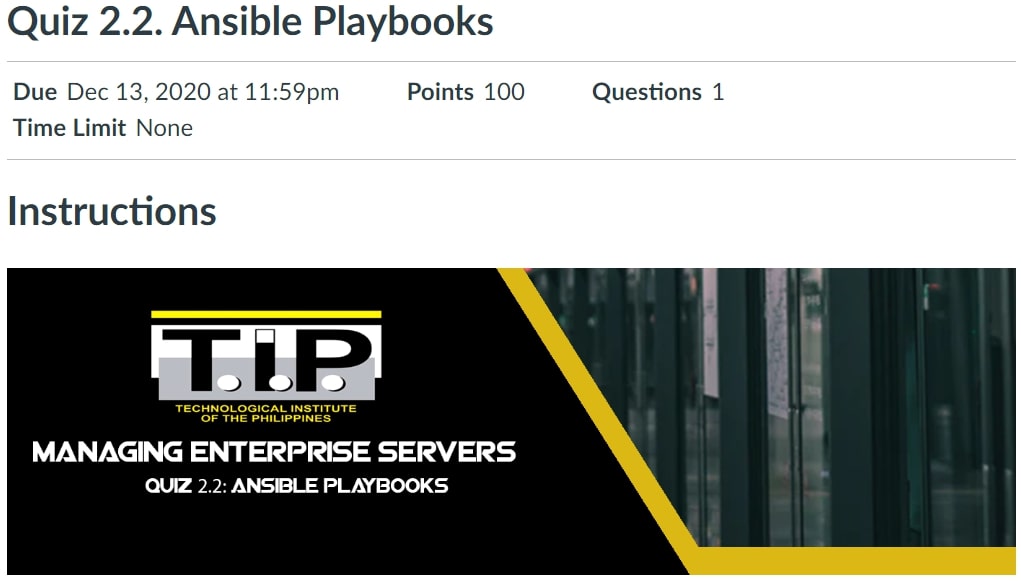 Quiz 2.2. Ansible Playbooks
Due Dec 13, 2020 at 11:59pm Points 100 Questions 1
Time Limit None
Instructions
T.I.P.
TECHNOLOGICAL INSTITUTE
OF THE PHILIPPINES
MANAGING ENTERPRISE SERVERS
QUIZ 2.2: ANSIBLE PLAYBOOKS